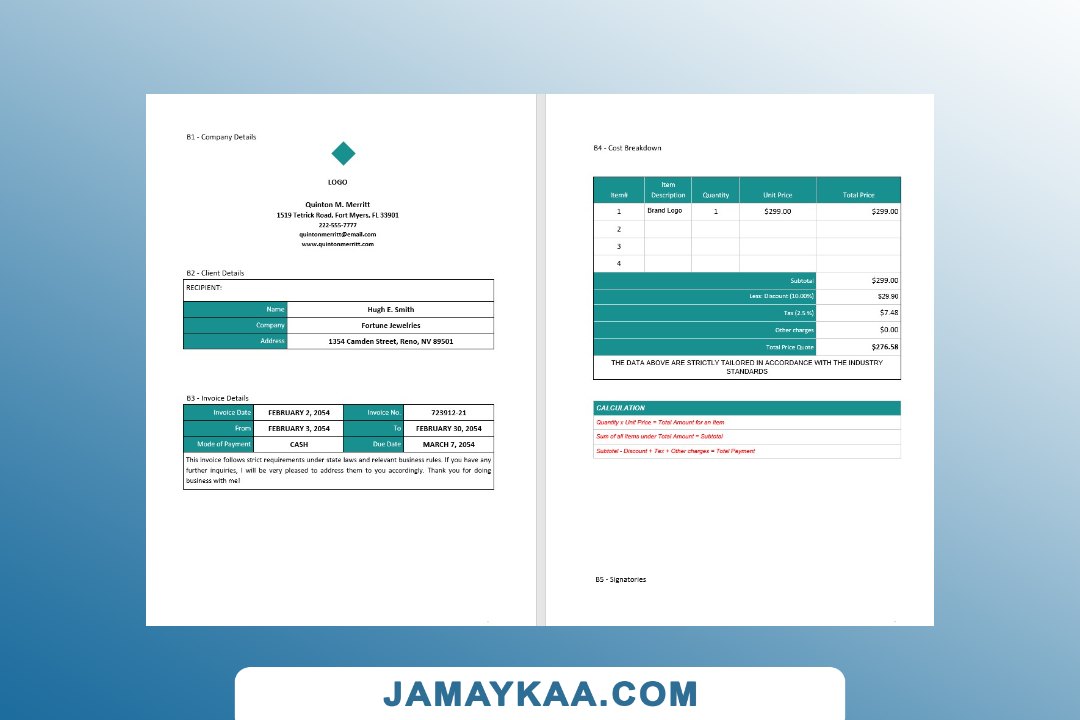 B1 - Company Details
LOGO
Quinton M. Merritt
1519 Tetrick Road, Fort Myers, FL 33901
222-555-7777
quintonmerritt@email.com
www.quintonmerritt.com
B2 - Client Details
RECIPIENT:
Name Hugh E. Smith
Company Fortune Jewelries
Address 1354 Camden Street, Reno, NV 89501
B3 - Invoice Details
Invoice Date FEBRUARY 2, 2054 Invoice No. 723912-21
From FEBRUARY 3, 2054 To FEBRUARY 30, 2054
Mode of Payment CASH Due Date MARCH 7, 2054
This invoice follows strict requirements under state laws and relevant business rules. If you have any
further inquiries, I will be very pleased to address them to you accordingly. Thank you for doing
business with me!
B4 - Cost Breakdown
Item# Item Description Quantity Unit Price Total Price
1 Brand Logo 1 $299.00 $299.00
2
3
4
Subtotal $299.00
Less: Discount (10.00%) $29.90
Tax (2.5 %) $7.48
Other charges $0.00
Total Price Quote $276.58
THE DATA ABOVE ARE STRICTLY TAILORED IN ACCORDANCE WITH THE INDUSTRY
STANDARDS
CALCULATION
Quantity x Unit Price = Total Amount for an Item
Sum of all items under Total Amount = Subtotal
Subtotal - Discount + Tax + Other charges = Total Payment
B5 - Signatories
JAMAYKAA.COM